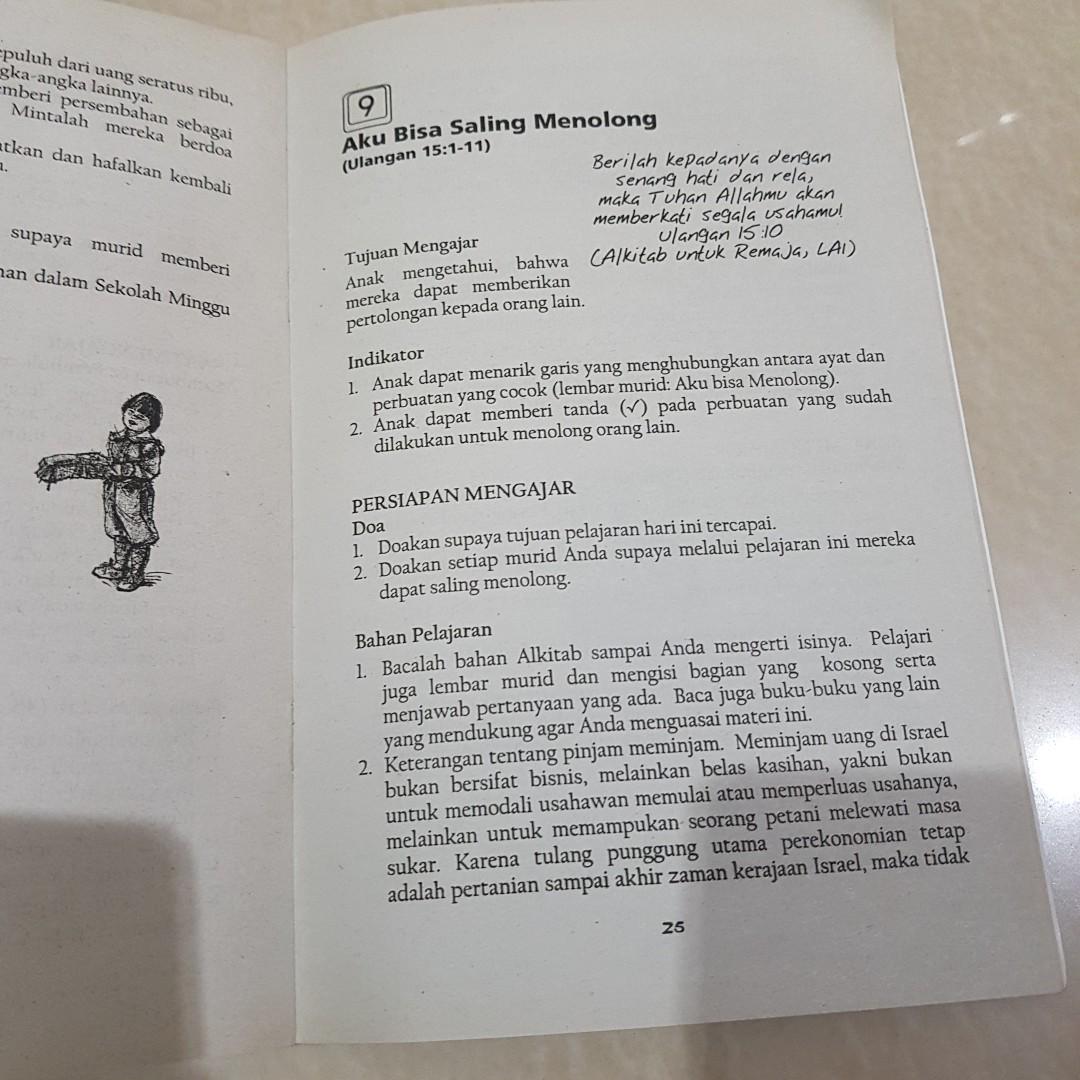 dari uang seratus ribu,
lainnya.
persembahan sebagai
Mintalah mereka berdoa
dan hafalkan kembali
supaya murid memberi
dalam Sekolah Minggu
9
Aku Bisa Saling Menolong
(Ulangan 15:1-11)
Berilah kepadanya dengan
senang hati dan rela,
maka Tuhan Allahmu akan
memberkati segala usahamu!
Ulangan 15:10
(Alkitab untuk Remaja, LAI)
Tujuan Mengajar
Anak mengetahui, bahwa
mereka dapat memberikan
pertolongan kepada orang lain.
Indikator
1. Anak dapat menarik garis yang menghubungkan antara ayat dan
perbuatan yang cocok (lembar murid: Aku bisa Menolong).
2. Anak dapat memberi tanda (√) pada perbuatan yang sudah
dilakukan untuk menolong orang lain.
PERSIAPAN MENGAJAR
Doa
1. Doakan supaya tujuan pelajaran hari ini tercapai.
2. Doakan setiap murid Anda supaya melalui pelajaran ini mereka
dapat saling menolong.
Bahan Pelajaran
1. Bacalah bahan Alkitab sampai Anda mengerti isinya. Pelajari
juga lembar murid dan mengisi bagian yang kosong serta
menjawab pertanyaan yang ada. Baca juga buku-buku yang lain
yang mendukung agar Anda menguasai materi ini.
2. Keterangan tentang pinjam meminjam. Meminjam uang di Israel
bukan bersifat bisnis, melainkan belas kasihan, yakni bukan
untuk memodali usahawan memulai atau memperluas usahanya,
melainkan untuk memampukan seorang petani melewati masa
sukar. Karena tulang punggung utama perekonomian tetap
adalah pertanian sampai akhir zaman kerajaan Israel, maka tidak
25